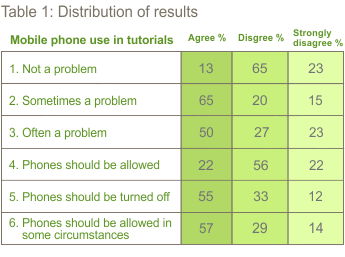 Table 1: Distribution of results
Mobile phone use in tutorials Agree % Disgree % Strongly disagree %
1. Not a problem 13 65 23
2. Sometimes a problem 65 20 15
3. Often a problem 50 27 23
4. Phones should be allowed 22 56 22
5. Phones should be turned off 55 33 12
6. Phones should be allowed in
some circumstances 57 29 14